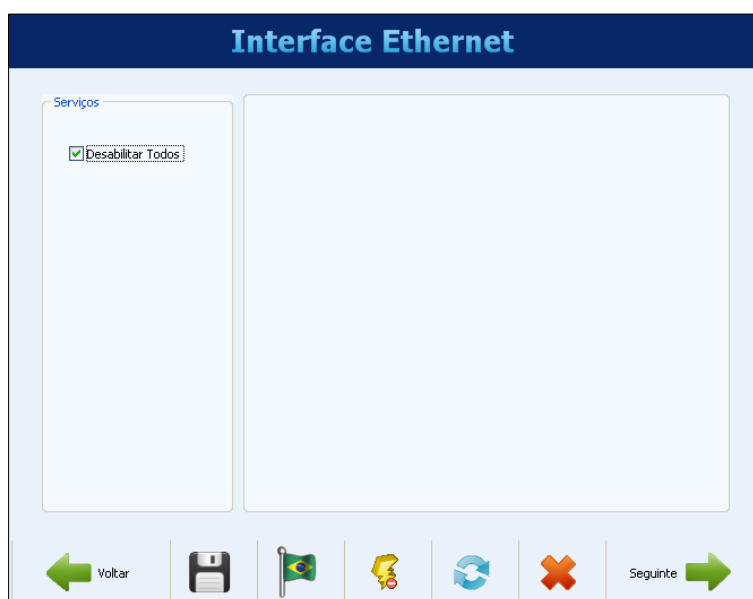 Interface Ethernet
Serviços
Desabilitar Todos
Voltar
Seguinte